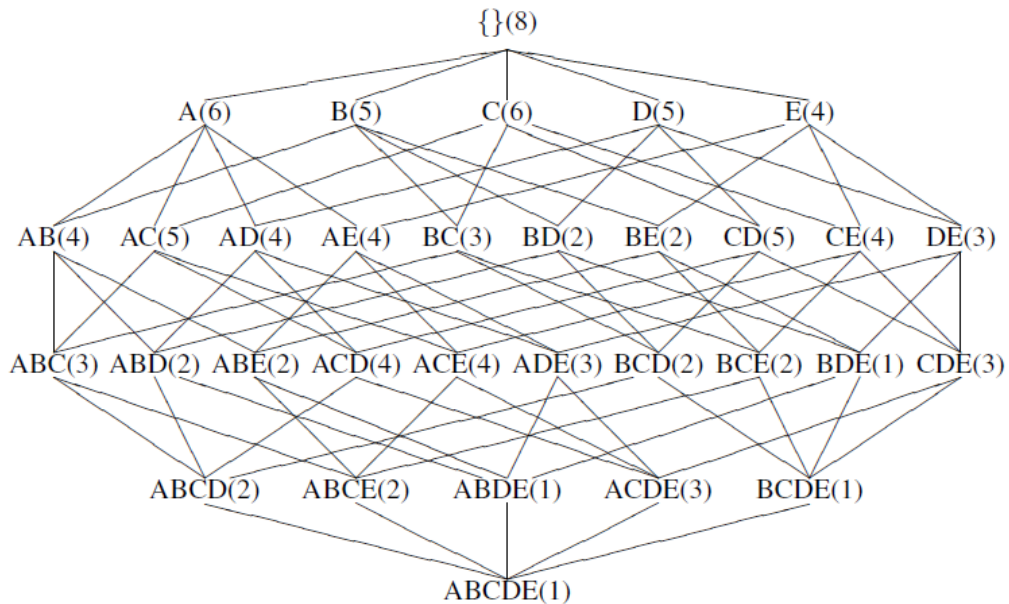 {}(8)
A(6) B(5) C(6) D(5) E(4)
AB(4) AC(5) AD(4) AE(4) BC(3) BD(2) BE(2) CD(5) CE(4) DE(3)
ABC(3) ABD(2) ABE(2) ACD(4) ACE(4) ADE(3) BCD(2) BCE(2) BDE(1) CDE(3)
ABCD(2) ABCE(2) ABDE(1) ACDE(3) BCDE(1)
ABCDE(1)